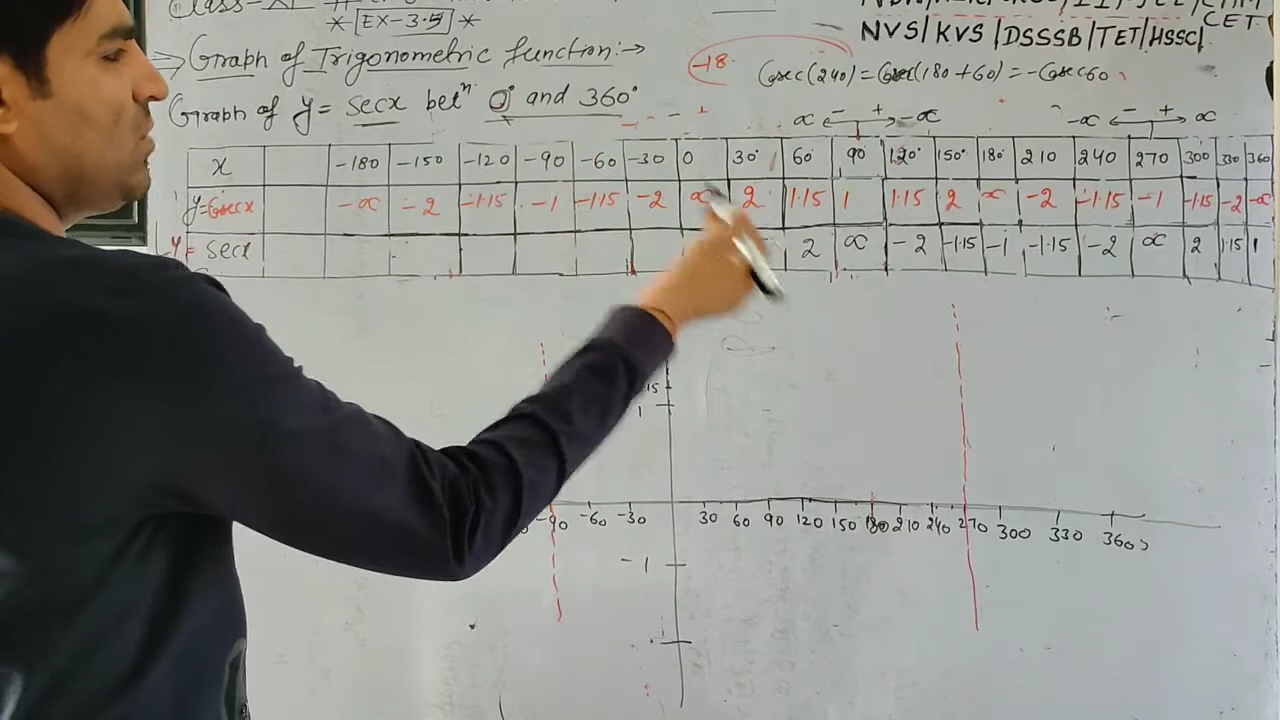 Class-XI
NVS/KVS/DSSSB/TET/HSSC/
CET
*[EX-3.5]*
⇒ Graph of Trigonometric function:→
-18
Cosec(240)=Cosec(180+60)=-Cosec60
Graph of y = secx betⁿ 0° and 360°
∝ ← - + → -∝ -∝ ← - + → ∝
x -180 -150 -120 -90 -60 -30 0 30° 60 90 120° 150° 180° 210 240 270 300 330 360
y=Cosecx -∝ -2 -1.15 -1 -1.15 -2 ∝ 2 1.15 1 1.15 2 ∝ -2 -1.15 -1 -1.15 -2 -∝
y = secx 2 ∝ -2 -1.15 -1 -1.15 -2 ∝ 2 1.15 1
15
1
-90 -60 -30 30 60 90 120 150 180 210 240 270 300 330 360
-1